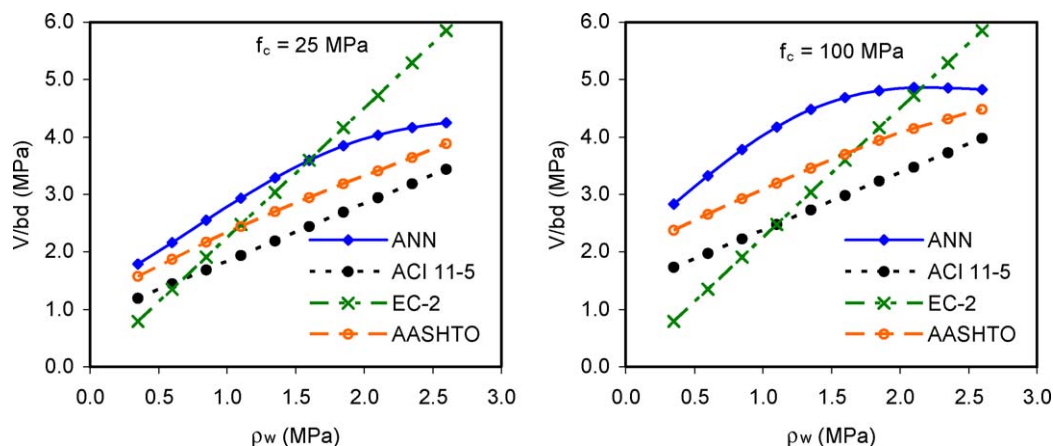 6.0
5.0
4.0
3.0
2.0
1.0
0.0
V/bd (MPa)
f_c = 25 MPa
ANN
ACI 11-5
EC-2
AASHTO
0.0 0.5 1.0 1.5 2.0 2.5 3.0
ρw (MPa)
6.0
5.0
4.0
3.0
2.0
1.0
0.0
V/bd (MPa)
f_c = 100 MPa
ANN
ACI 11-5
EC-2
AASHTO
0.0 0.5 1.0 1.5 2.0 2.5 3.0
ρw (MPa)